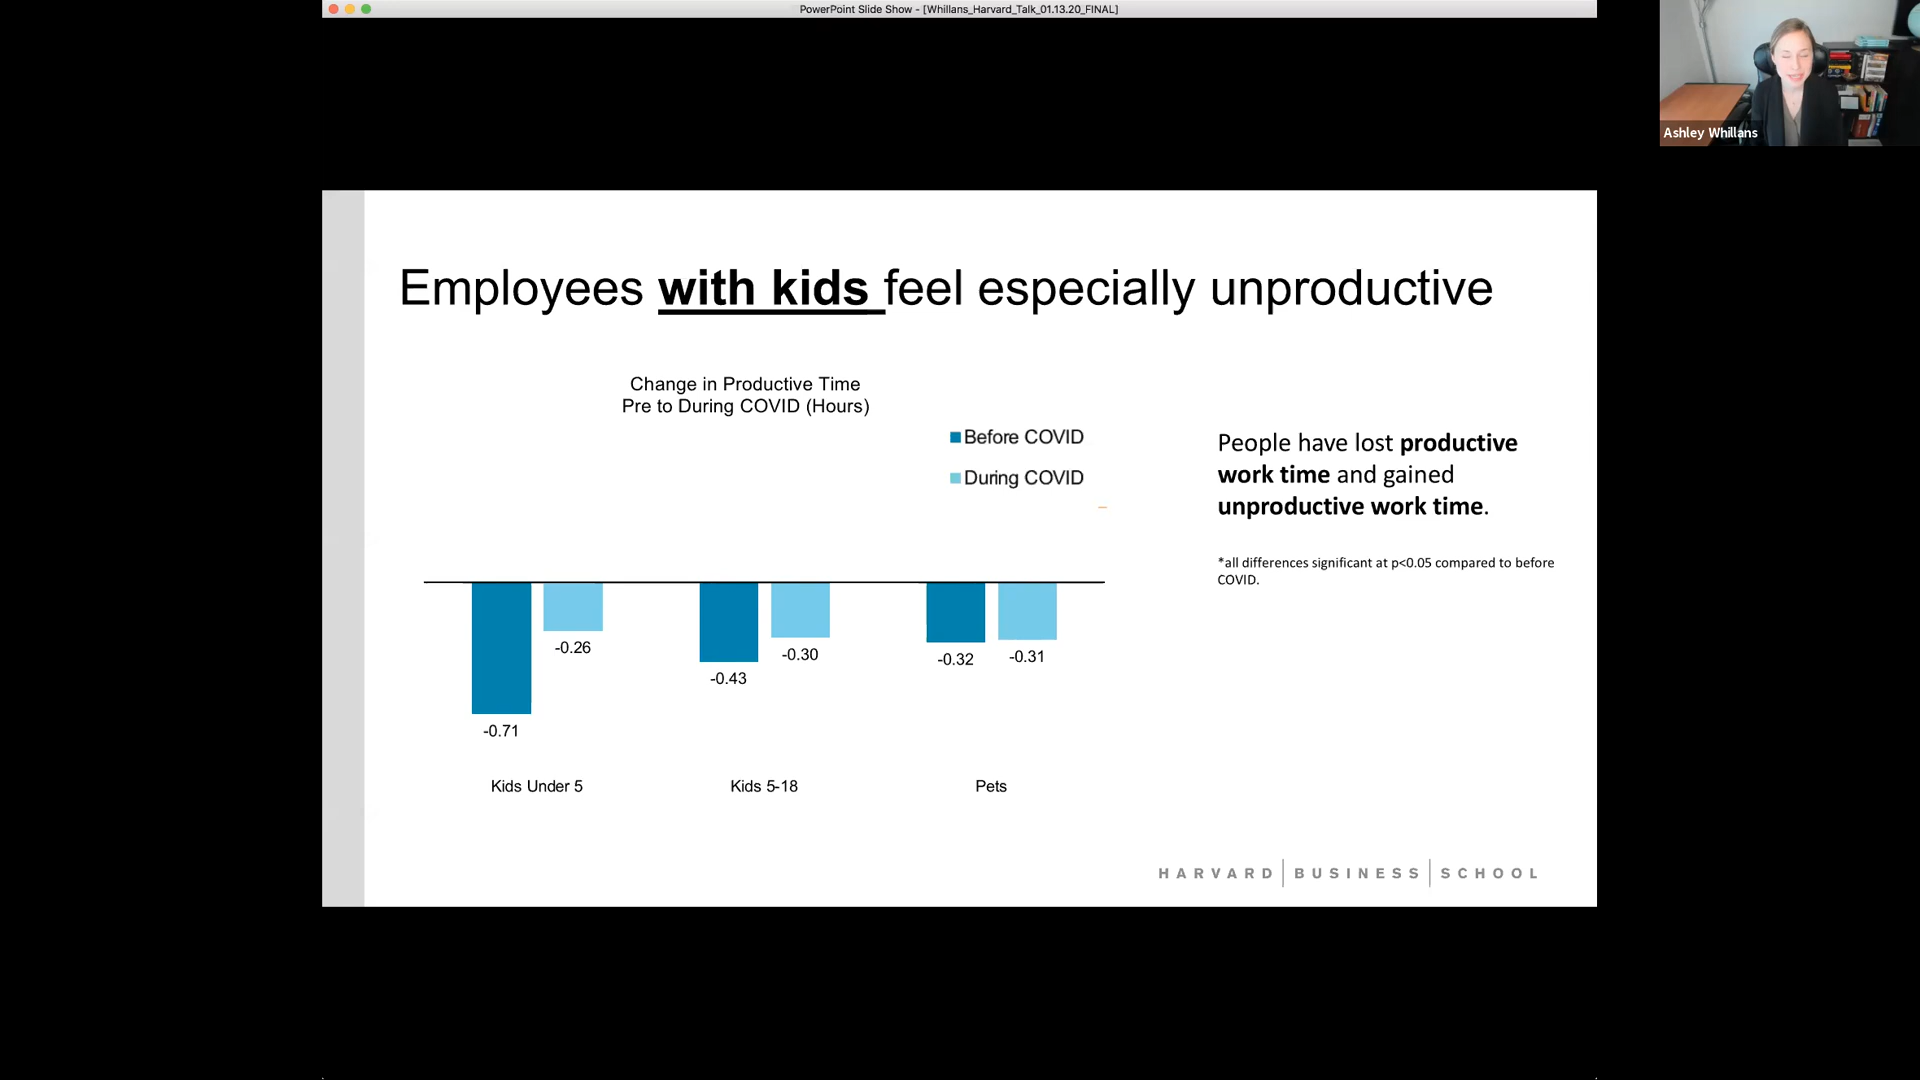 PowerPoint Slide Show - [Whillans_Harvard_Talk_01.13.20_FINAL]
Ashley Whillans
Employees with kids feel especially unproductive
Change in Productive Time
Pre to During COVID (Hours)
Before COVID
During COVID
People have lost productive
work time and gained
unproductive work time.
*all differences significant at p<0.05 compared to before
COVID.
-0.71
-0.26
-0.43
-0.30
-0.32
-0.31
Kids Under 5
Kids 5-18
Pets
HARVARD BUSINESS SCHOOL